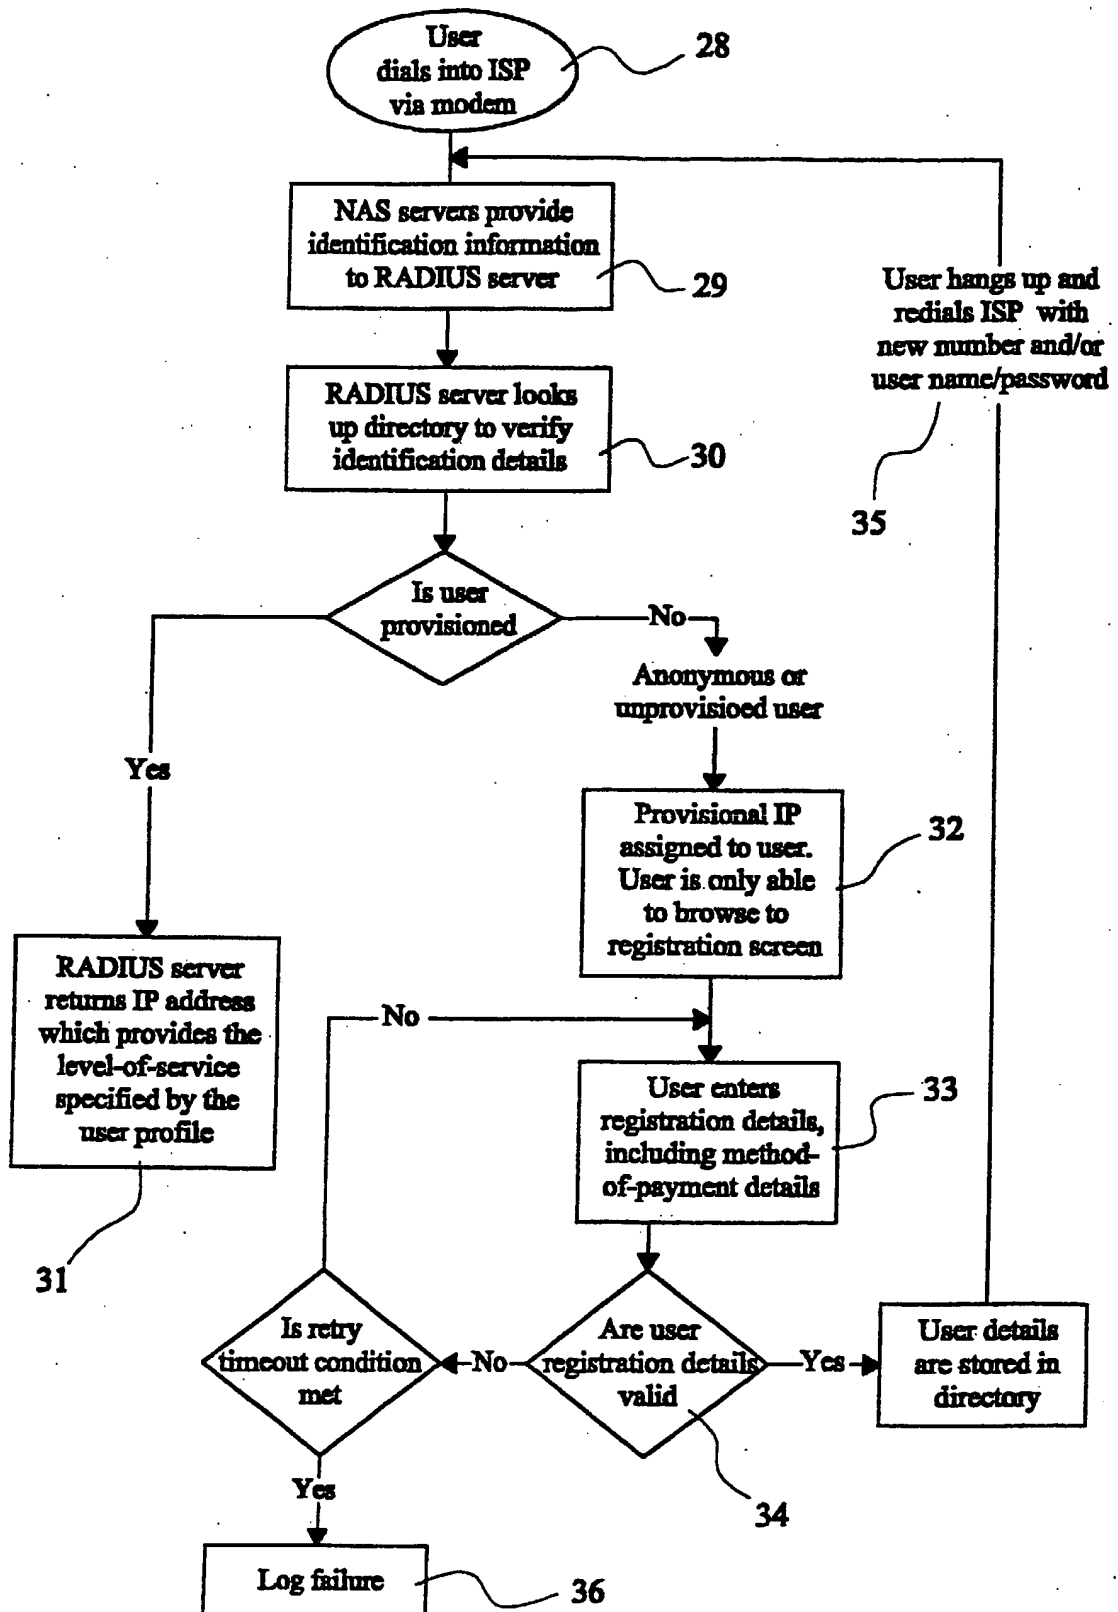 User
dials into ISP
via modem
28
NAS servers provide
identification information
to RADIUS server
29
User hangs up and
redials ISP with
new number and/or
user name/password
35
RADIUS server looks
up directory to verify
identification details
30
Is user
provisioned
No
Anonymous or
unprovisioed user
Yes
Provisional IP
assigned to user.
User is only able
to browse to
registration screen
32
RADIUS server
returns IP address
which provides the
level-of-service
specified by the
user profile
31
No
User enters
registration details,
including method-
of-payment details
33
Is retry
timeout condition
met
No
Are user
registration details
valid
34
Yes
User details
are stored in
directory
Yes
Log failure
36